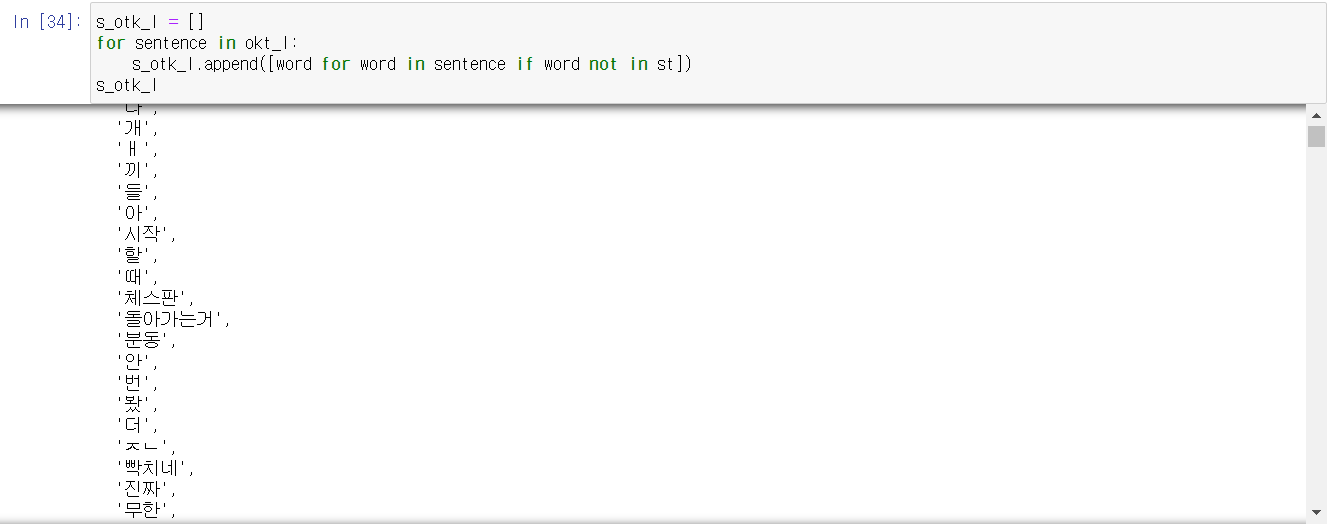 In [34]:
s_otk_l = []
for sentence in okt_l:
    s_otk_l.append([word for word in sentence if word not in st])
s_otk_l
'개',
'ㅐ',
'끼',
'들',
'아',
'시작',
'할',
'때',
'체스판',
'돌아가는거',
'분동',
'안',
'번',
'봤',
'더',
'ㅈㄴ',
'빡치네',
'진짜',
'무한',